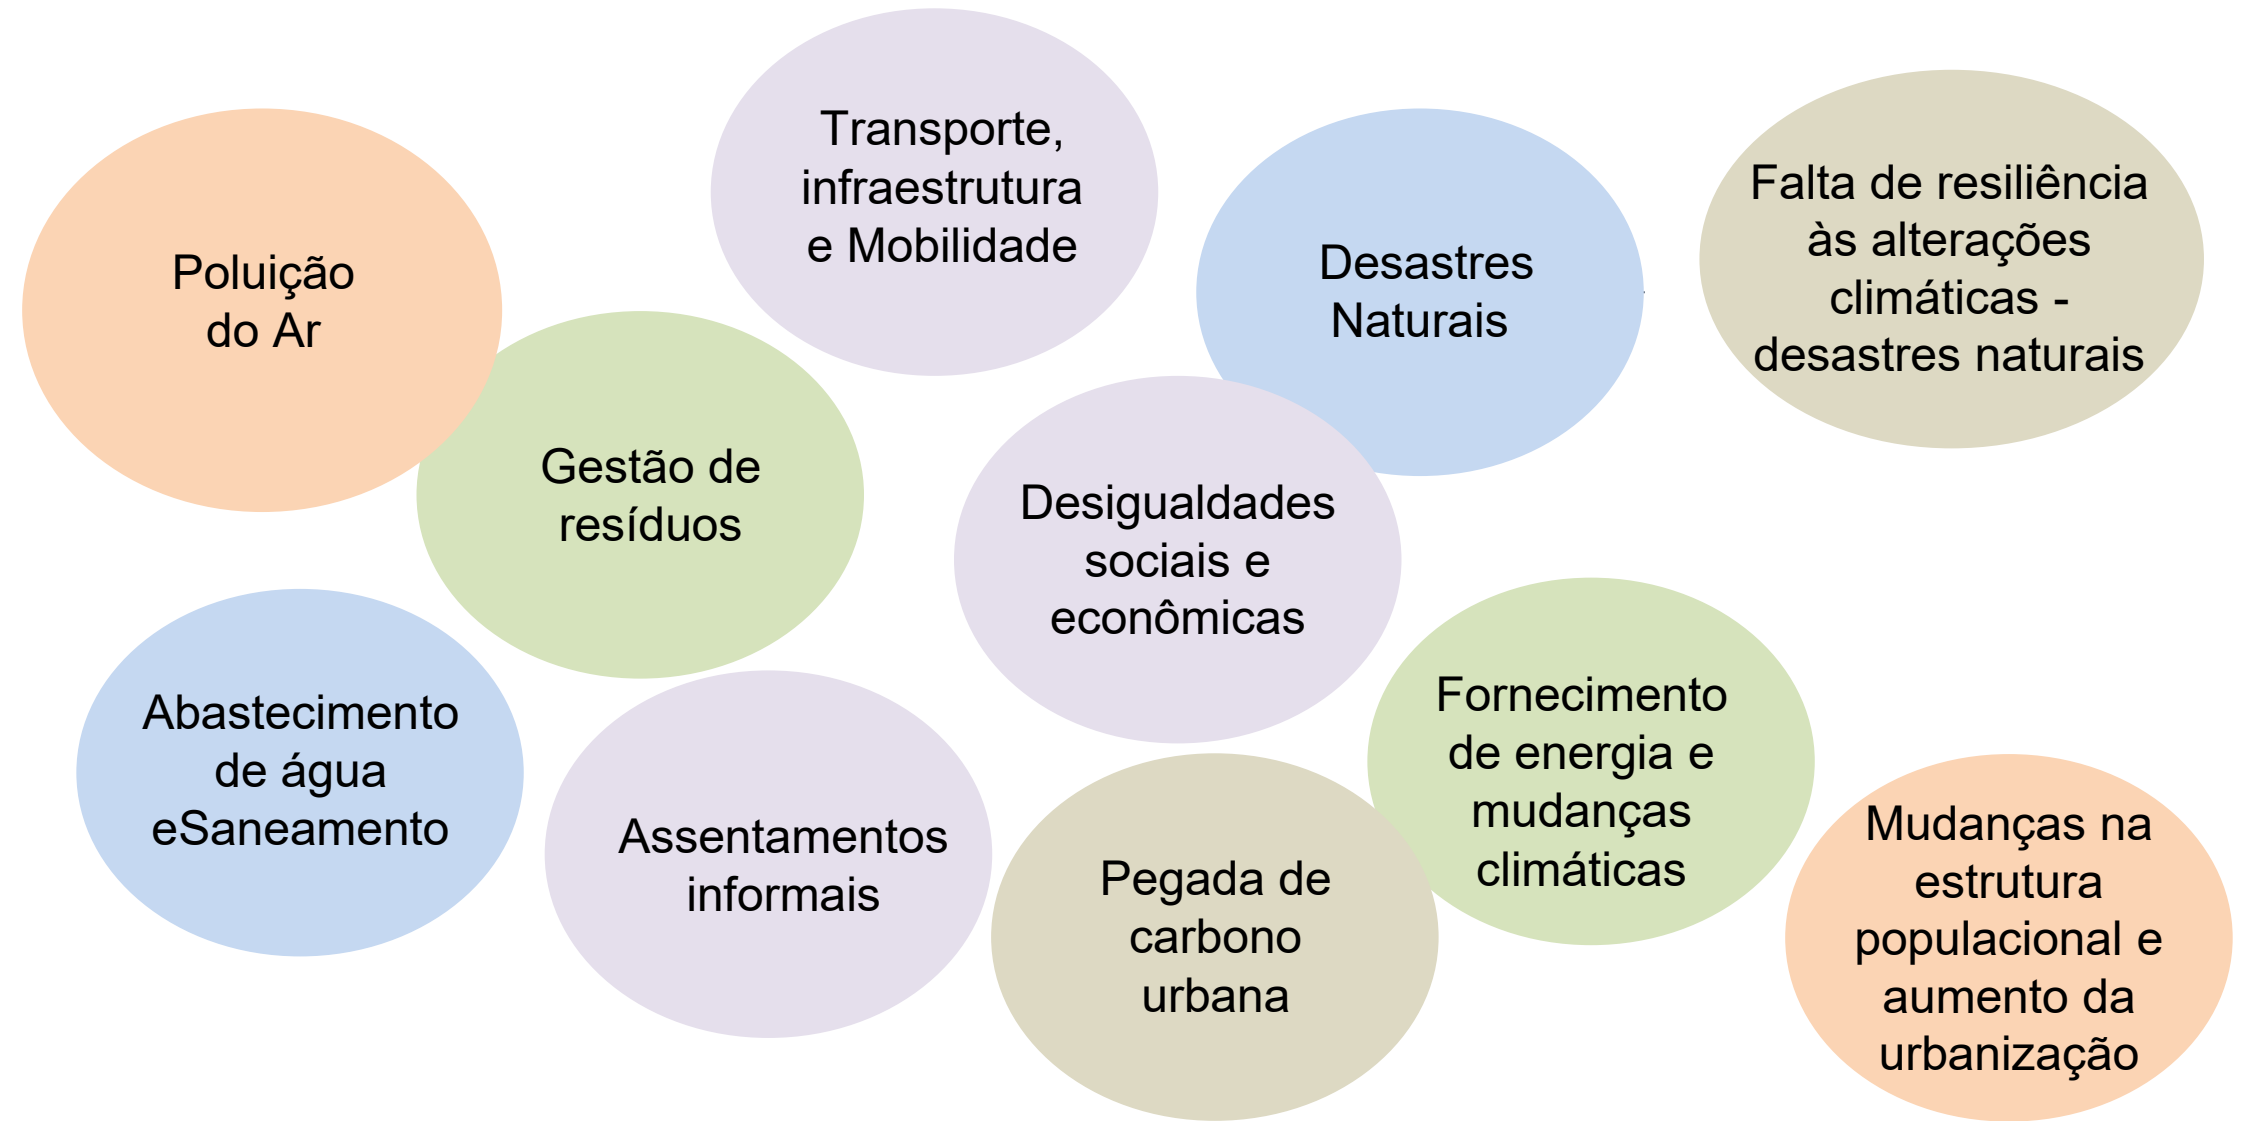 Transporte,
infraestrutura
e Mobilidade
Falta de resiliência
às alterações
climáticas -
desastres naturais
Poluição
do Ar
Desastres
Naturais
Gestão de
resíduos
Desigualdades
sociais e
econômicas
Abastecimento
de água
eSaneamento
Fornecimento
de energia e
mudanças
climáticas
Assentamentos
informais
Pegada de
carbono
urbana
Mudanças na
estrutura
populacional e
aumento da
urbanização